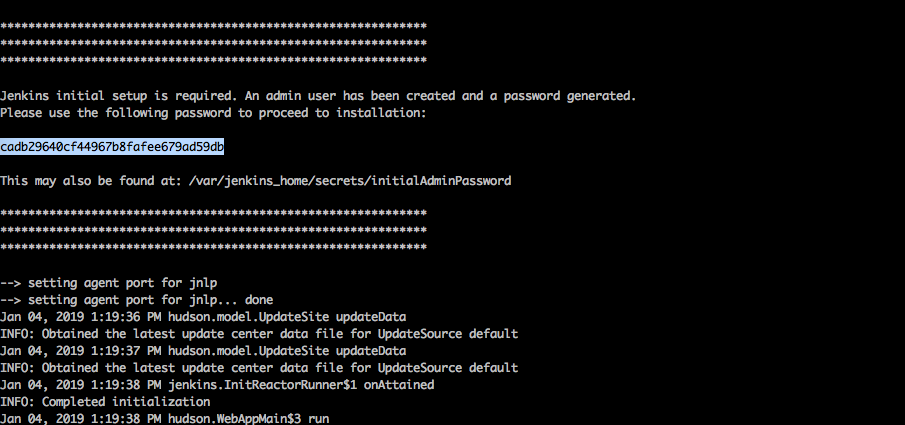 *************************************************************
*************************************************************
*************************************************************
Jenkins initial setup is required. An admin user has been created and a password generated.
Please use the following password to proceed to installation:
cadb29640cf44967b8fafee679ad59db
This may also be found at: /var/jenkins_home/secrets/initialAdminPassword
*************************************************************
*************************************************************
*************************************************************
--> setting agent port for jnlp
--> setting agent port for jnlp... done
Jan 04, 2019 1:19:36 PM hudson.model.UpdateSite updateData
INFO: Obtained the latest update center data file for UpdateSource default
Jan 04, 2019 1:19:37 PM hudson.model.UpdateSite updateData
INFO: Obtained the latest update center data file for UpdateSource default
Jan 04, 2019 1:19:38 PM jenkins.InitReactorRunner$1 onAttained
INFO: Completed initialization
Jan 04, 2019 1:19:38 PM hudson.WebAppMain$3 run